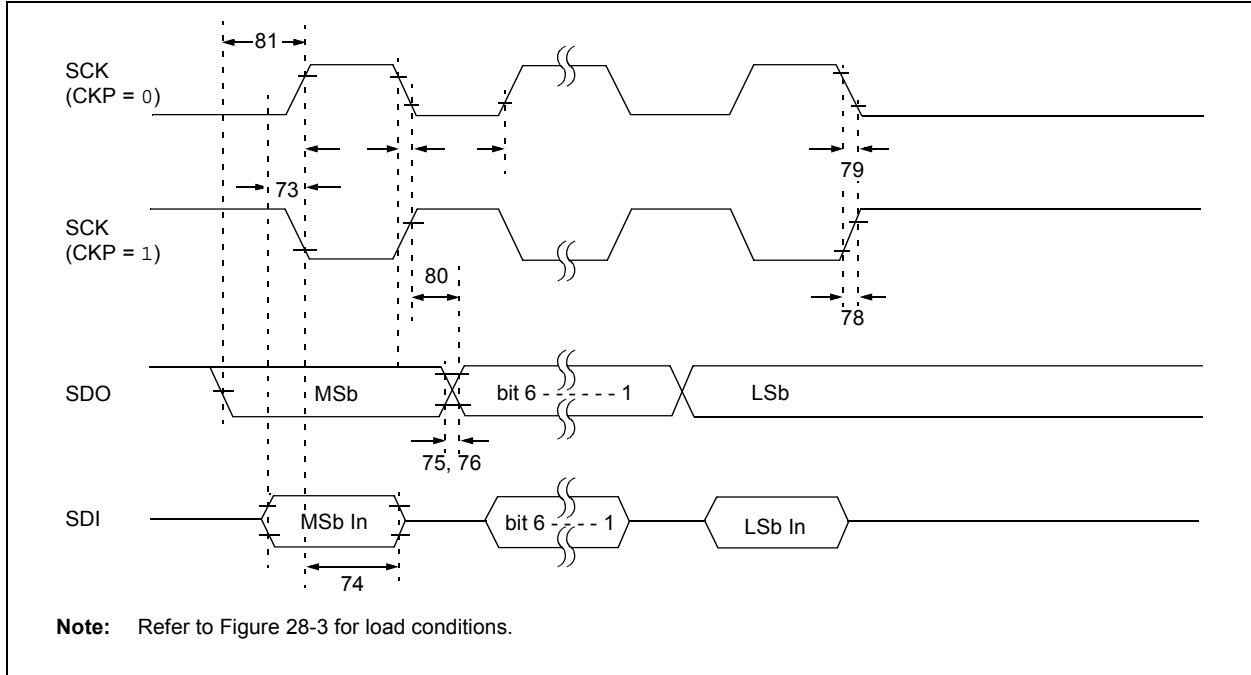 81
SCK
(CKP = 0)
79
73
SCK
(CKP = 1)
80
78
SDO
MSb
bit 6 - - - - - - 1
LSb
75, 76
SDI
MSb In
bit 6 - - - - - 1
LSb In
74
Note: Refer to Figure 28-3 for load conditions.